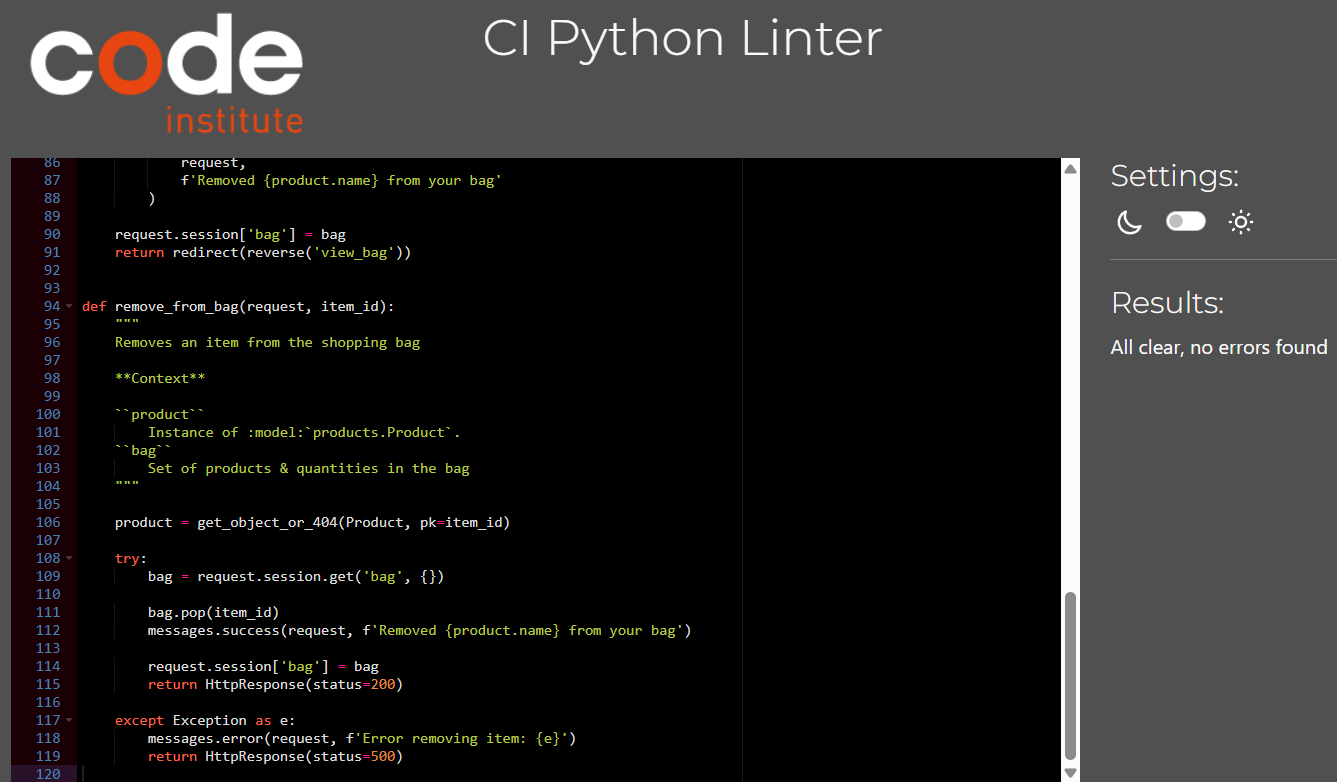 code
institute
CI Python Linter
86 request,
87 f'Removed {product.name} from your bag'
88 )
89
90 request.session['bag'] = bag
91 return redirect(reverse('view_bag'))
92
93
94 def remove_from_bag(request, item_id):
95 """
96 Removes an item from the shopping bag
97
98 **Context**
99
100 ``product``
101 Instance of :model:`products.Product`.
102 ``bag``
103 Set of products & quantities in the bag
104 """
105
106 product = get_object_or_404(Product, pk=item_id)
107
108 try:
109 bag = request.session.get('bag', {})
110
111 bag.pop(item_id)
112 messages.success(request, f'Removed {product.name} from your bag')
113
114 request.session['bag'] = bag
115 return HttpResponse(status=200)
116
117 except Exception as e:
118 messages.error(request, f'Error removing item: {e}')
119 return HttpResponse(status=500)
120
Settings:
Results:
All clear, no errors found